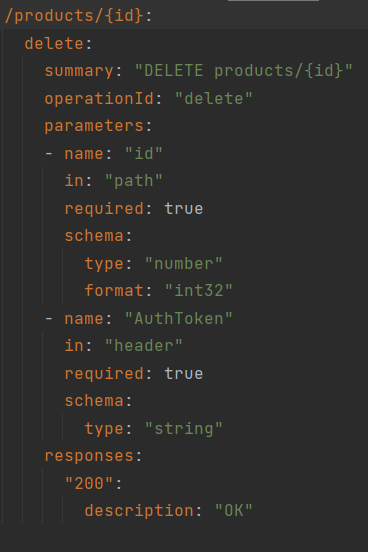 /products/{id}:
  delete:
    summary: "DELETE products/{id}"
    operationId: "delete"
    parameters:
    - name: "id"
      in: "path"
      required: true
      schema:
        type: "number"
        format: "int32"
    - name: "AuthToken"
      in: "header"
      required: true
      schema:
        type: "string"
    responses:
      "200":
        description: "OK"